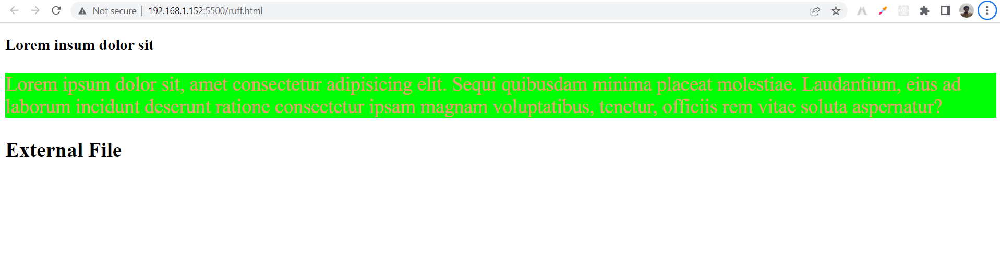 Not secure | 192.168.1.152:5500/ruff.html
Lorem insum dolor sit
Lorem ipsum dolor sit, amet consectetur adipisicing elit. Sequi quibusdam minima placeat molestiae. Laudantium, eius ad
laborum incidunt deserunt ratione consectetur ipsam magnam voluptatibus, tenetur, officiis rem vitae soluta aspernatur?
External File